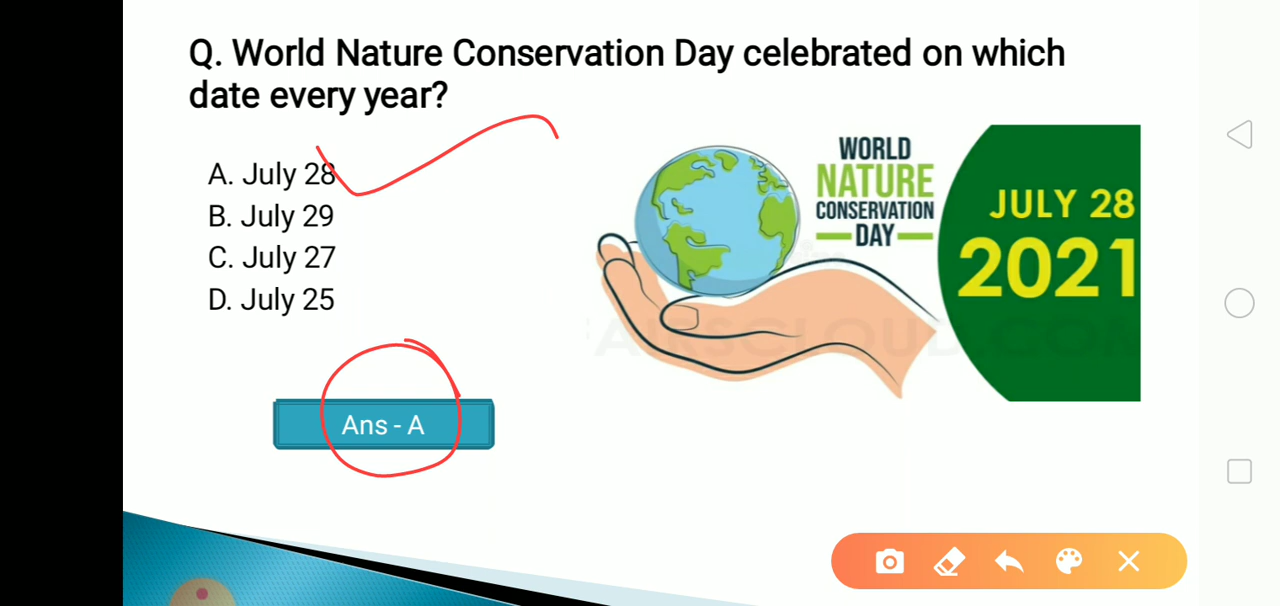 Q. World Nature Conservation Day celebrated on which
date every year?
A. July 28
B. July 29
C. July 27
D. July 25
WORLD
NATURE
CONSERVATION
DAY
JULY 28
2021
Ans - A